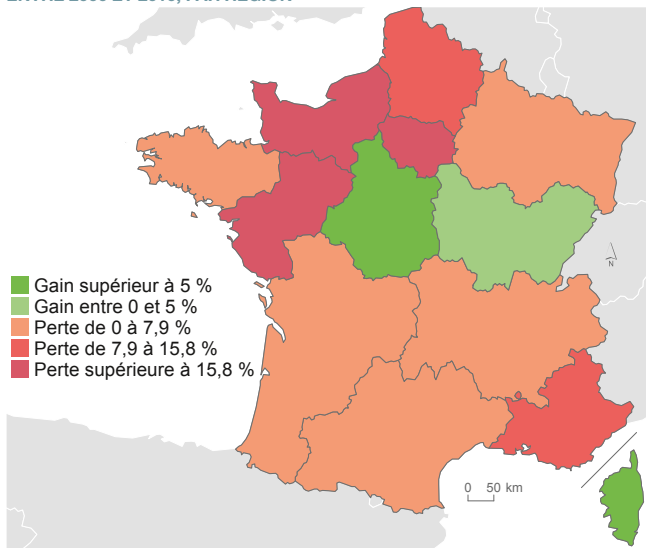 Gain supérieur à 5 %
Gain entre 0 et 5 %
Perte de 0 à 7,9 %
Perte de 7,9 à 15,8 %
Perte supérieure à 15,8 %
N
0 50 km